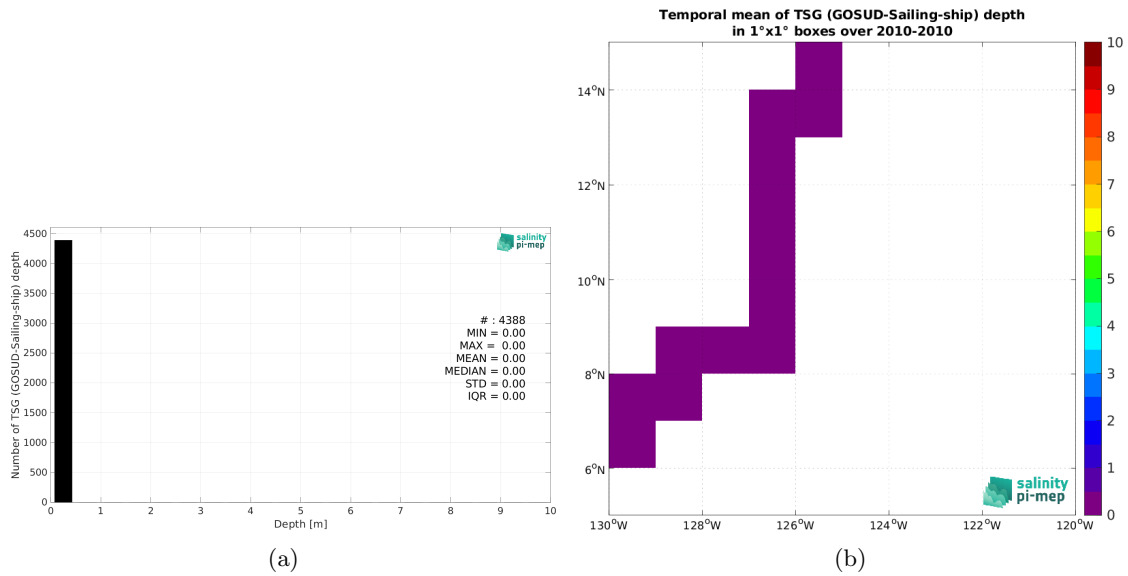 4500
4000
3500
3000
2500
2000
1500
1000
500
0
Number of TSG (GOSUD-Sailing-ship) depth
salinity
pi-mep
# : 4388
MIN = 0.00
MAX = 0.00
MEAN = 0.00
MEDIAN = 0.00
STD = 0.00
IQR = 0.00
0 1 2 3 4 5 6 7 8 9 10
Depth [m]
(a)
Temporal mean of TSG (GOSUD-Sailing-ship) depth
in 1°x1° boxes over 2010-2010
14°N
12°N
10°N
8°N
6°N
130°W 128°W 126°W 124°W 122°W 120°W
salinity
pi-mep
10
9
8
7
6
5
4
3
2
1
0
(b)